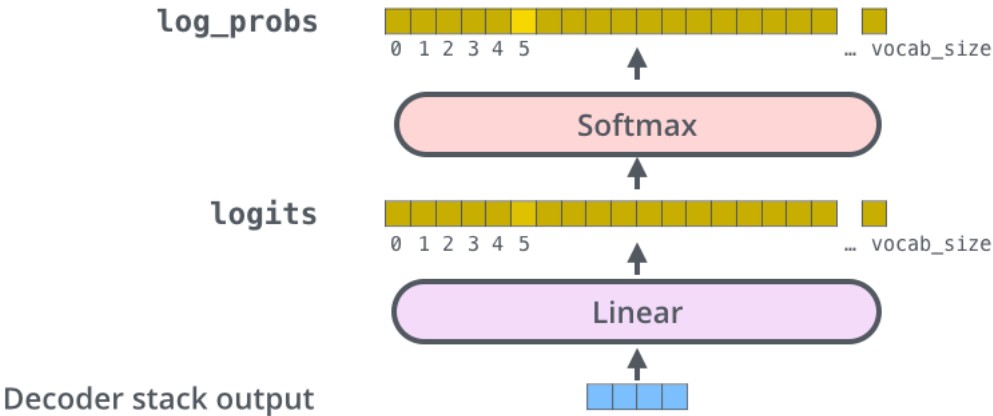 log_probs
0 1 2 3 4 5 … vocab_size
Softmax
logits
0 1 2 3 4 5 … vocab_size
Linear
Decoder stack output